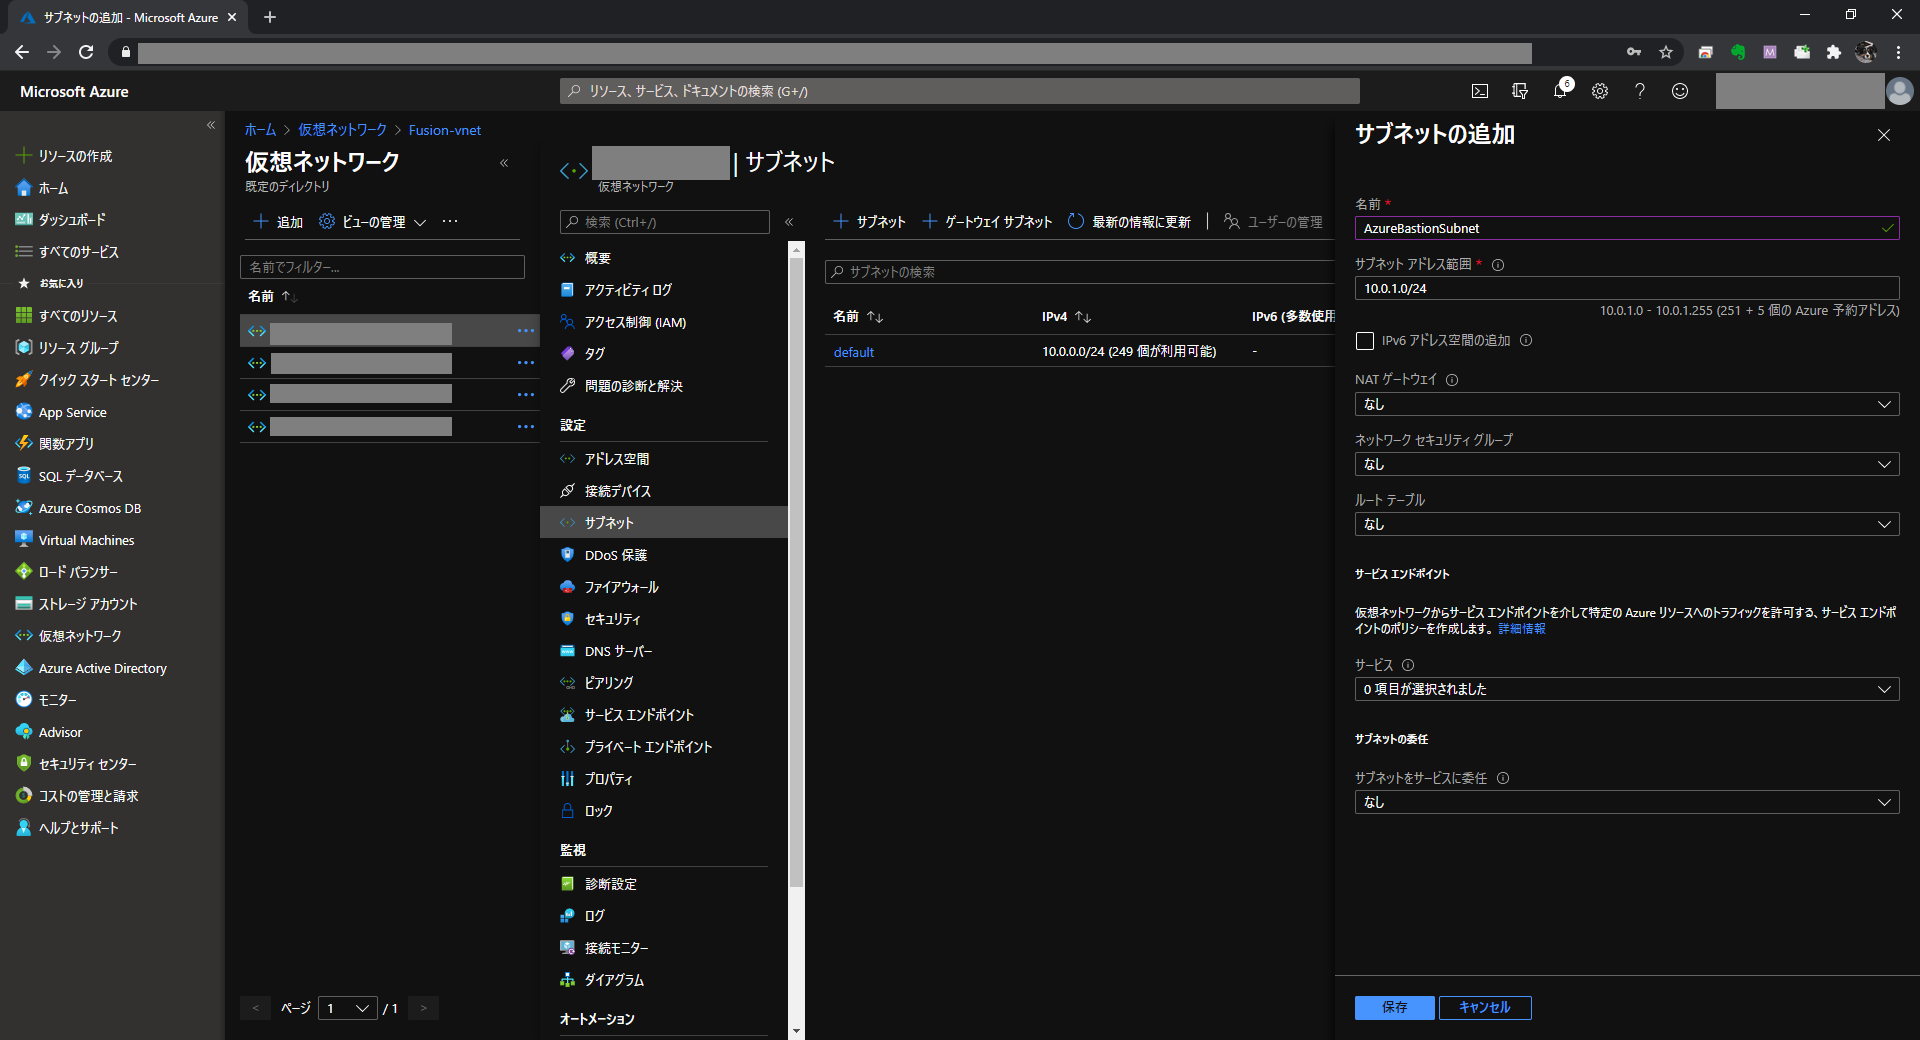 サブネットの追加 - Microsoft Azure
Microsoft Azure
リソース、サービス、ドキュメントの検索 (G+/)
6
リソースの作成
ホーム
ダッシュボード
すべてのサービス
お気に入り
すべてのリソース
リソース グループ
クイック スタート センター
App Service
関数アプリ
SQL データベース
Azure Cosmos DB
Virtual Machines
ロード バランサー
ストレージ アカウント
仮想ネットワーク
Azure Active Directory
モニター
Advisor
セキュリティ センター
コストの管理と請求
ヘルプとサポート
ホーム > 仮想ネットワーク > Fusion-vnet
仮想ネットワーク
既定のディレクトリ
追加 ビューの管理 ...
名前でフィルター...
名前 ↑↓
< ページ 1 / 1 >
| サブネット
仮想ネットワーク
検索 (Ctrl+/)
概要
アクティビティ ログ
アクセス制御 (IAM)
タグ
問題の診断と解決
設定
アドレス空間
接続デバイス
サブネット
DDoS 保護
ファイアウォール
セキュリティ
DNS サーバー
ピアリング
サービス エンドポイント
プライベート エンドポイント
プロパティ
ロック
監視
診断設定
ログ
接続モニター
ダイアグラム
オートメーション
サブネット ゲートウェイ サブネット 最新の情報に更新 | ユーザーの管理
サブネットの検索
名前 ↑↓ IPv4 ↑↓ IPv6 (多数使用
default 10.0.0.0/24 (249 個が利用可能) -
サブネットの追加
名前 *
AzureBastionSubnet
サブネット アドレス範囲 *
10.0.1.0/24
10.0.1.0 - 10.0.1.255 (251 + 5 個の Azure 予約アドレス)
IPv6 アドレス空間の追加
NAT ゲートウェイ
なし
ネットワーク セキュリティ グループ
なし
ルート テーブル
なし
サービス エンドポイント
仮想ネットワークからサービス エンドポイントを介して特定の Azure リソースへのトラフィックを許可する、サービス エンドポ
イントのポリシーを作成します。 詳細情報
サービス
0 項目が選択されました
サブネットの委任
サブネットをサービスに委任
なし
保存 キャンセル